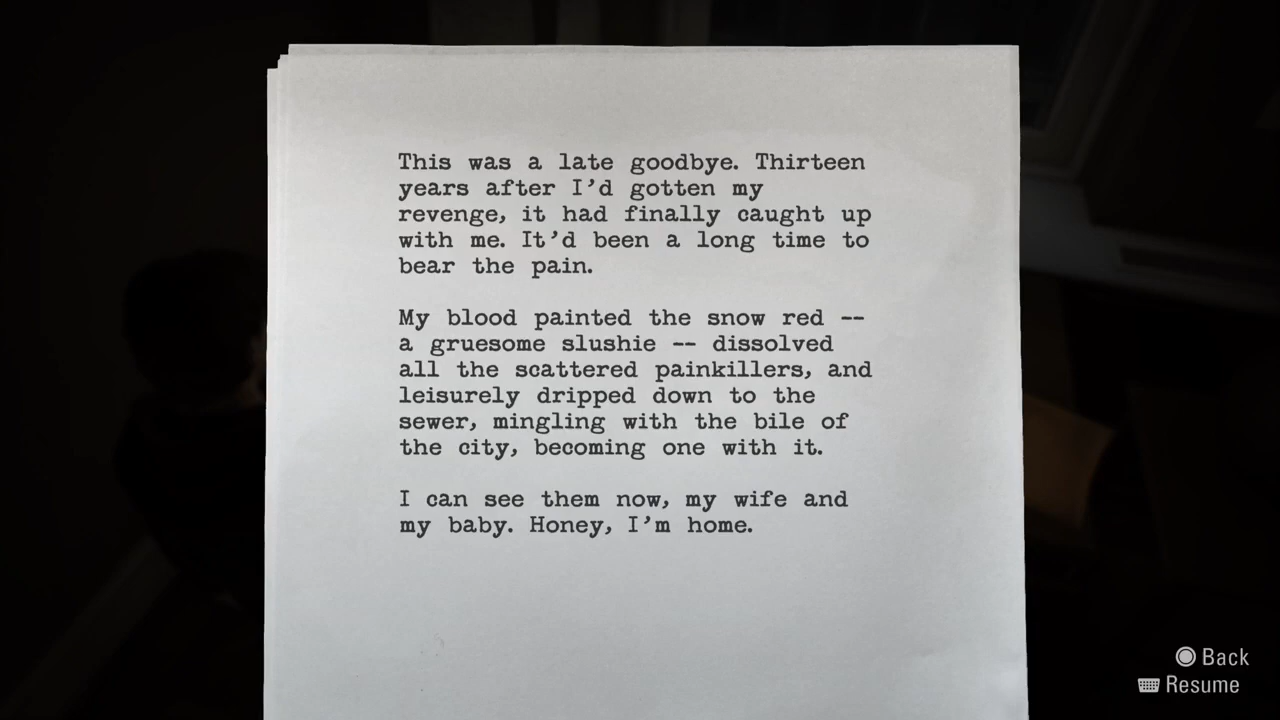 This was a late goodbye. Thirteen
years after I'd gotten my
revenge, it had finally caught up
with me. It'd been a long time to
bear the pain.
My blood painted the snow red --
a gruesome slushie -- dissolved
all the scattered painkillers, and
leisurely dripped down to the
sewer, mingling with the bile of
the city, becoming one with it.
I can see them now, my wife and
my baby. Honey, I'm home.
Back
Resume